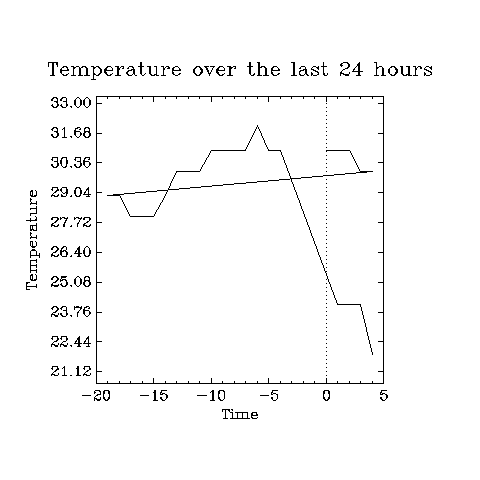 Temperature over the last 24 hours
33.00
31.68
30.36
29.04
27.72
26.40
25.08
23.76
22.44
21.12
Temperature
-20 -15 -10 -5 0 5
Time